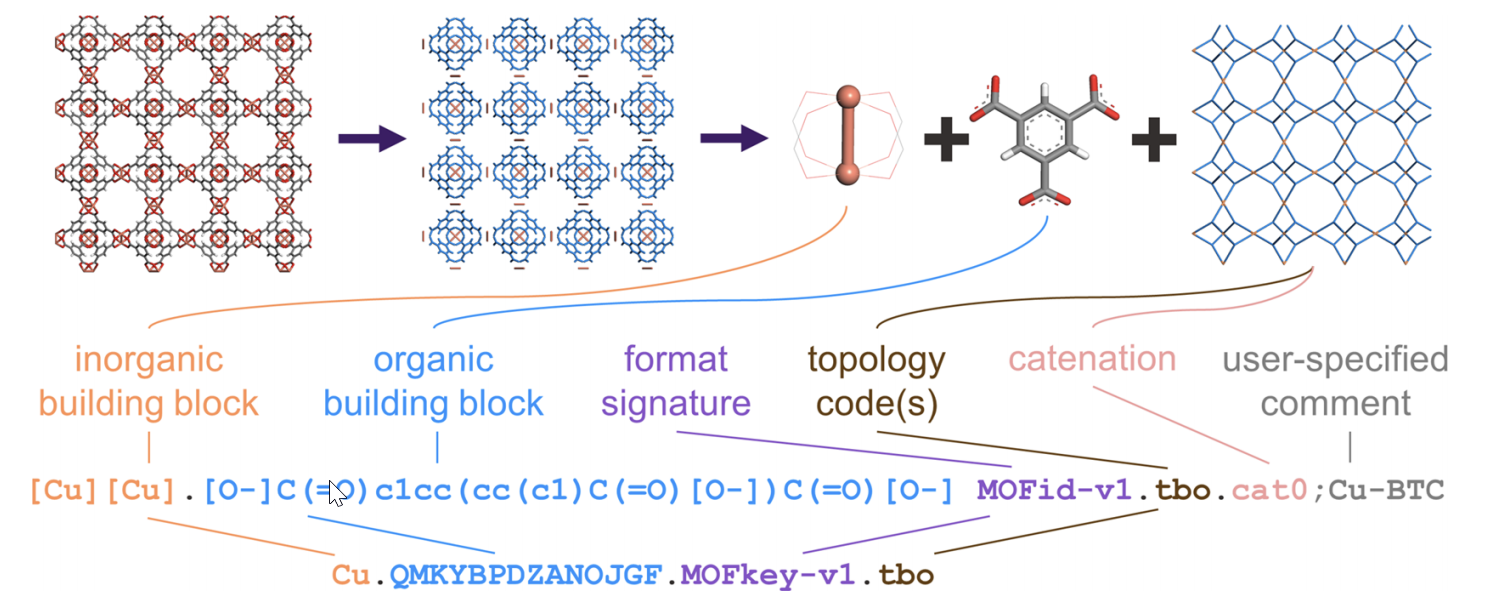 inorganic building block
organic building block
format signature
topology code(s)
catenation
user-specified comment
[Cu][Cu].[O-]C(=O)c1cc(cc(c1)C(=O)[O-])C(=O)[O-] MOFid-v1.tbo.cat0;Cu-BTC
Cu.QMKYBPDZANOJGF.MOFkey-v1.tbo